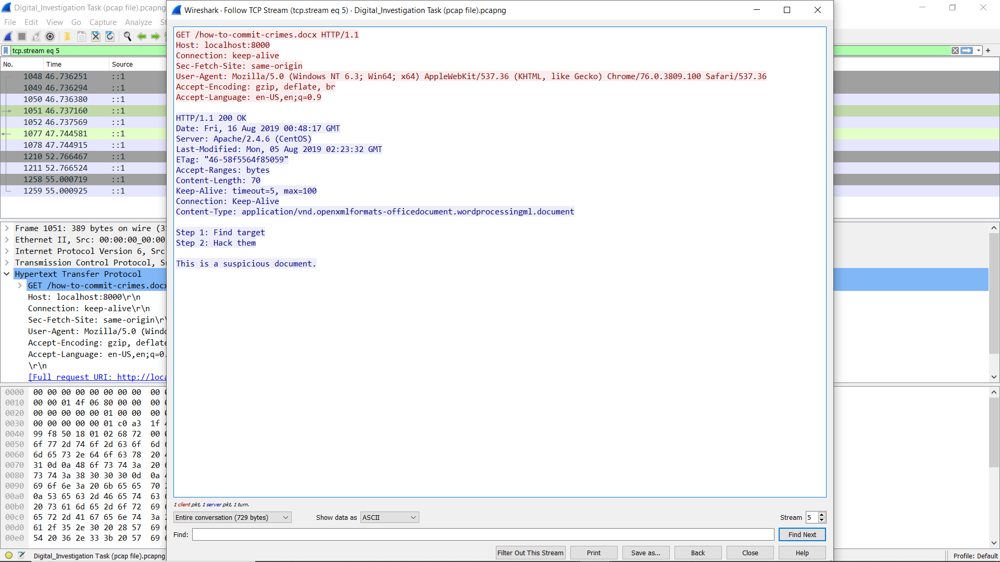 Digital_Investigation Task (pcap file).pcapng
File Edit View Go Capture Analyze
tcp.stream eq 5
No. Time Source
1048 46.736251 ::1
1049 46.736294 ::1
1050 46.736380 ::1
1051 46.737160 ::1
1052 46.737569 ::1
1077 47.744581 ::1
1078 47.744915 ::1
1210 52.766467 ::1
1211 52.766524 ::1
1258 55.000719 ::1
1259 55.000925 ::1
Frame 1051: 389 bytes on wire
Ethernet II, Src: 00:00:00_00:00
Internet Protocol Version 6, Src
Transmission Control Protocol,
Hypertext Transfer Protocol
GET /how-to-commit-crimes.docx
Host: localhost:8000\r\n
Connection: keep-alive\r\n
Sec-Fetch-Site: same-origin\r\
User-Agent: Mozilla/5.0
Accept-Encoding: gzip, deflate
Accept-Language: en-US,en;q=0.
\r\n
[Full request URI: http://loca
0000 00 00 00 00 00 00 00 00 00
0010 00 00 01 4f 06 80 00 00 00
0020 00 00 00 00 00 01 00 00 00
0030 00 00 00 00 00 01 c0 a3 1f
0040 99 f8 50 18 01 02 68 72 00
0050 6f 77 2d 74 6f 2d 63 6f 6d
0060 6d 65 73 2e 64 6f 63 78 20
0070 31 0d 0a 48 6f 73 74 3a 20
0080 73 74 3a 38 30 30 30 0d 0a
0090 69 6f 6e 3a 20 6b 65 65 70
00a0 0a 53 65 63 2d 46 65 74 63
00b0 20 73 61 6d 65 2d 6f 72 69
00c0 65 72 2d 41 67 65 6e 74 3a
00d0 61 2f 35 2e 30 20 28 57 69
00e0 54 20 36 2e 33 3b 20 57 69
Digital_Investigation Task (pcap file).pcapng
Profile: Default
Wireshark · Follow TCP Stream (tcp.stream eq 5) · Digital_Investigation Task (pcap file).pcapng
GET /how-to-commit-crimes.docx HTTP/1.1
Host: localhost:8000
Connection: keep-alive
Sec-Fetch-Site: same-origin
User-Agent: Mozilla/5.0 (Windows NT 6.3; Win64; x64) AppleWebKit/537.36 (KHTML, like Gecko) Chrome/76.0.3809.100 Safari/537.36
Accept-Encoding: gzip, deflate, br
Accept-Language: en-US,en;q=0.9
HTTP/1.1 200 OK
Date: Fri, 16 Aug 2019 00:48:17 GMT
Server: Apache/2.4.6 (CentOS)
Last-Modified: Mon, 05 Aug 2019 02:23:32 GMT
ETag: "46-58f5564f85059"
Accept-Ranges: bytes
Content-Length: 70
Keep-Alive: timeout=5, max=100
Connection: Keep-Alive
Content-Type: application/vnd.openxmlformats-officedocument.wordprocessingml.document
Step 1: Find target
Step 2: Hack them
This is a suspicious document.
1 client pkt, 1 server pkt, 1 turn.
Entire conversation (729 bytes) Show data as ASCII Stream 5
Find: Find Next
Filter Out This Stream Print Save as... Back Close Help